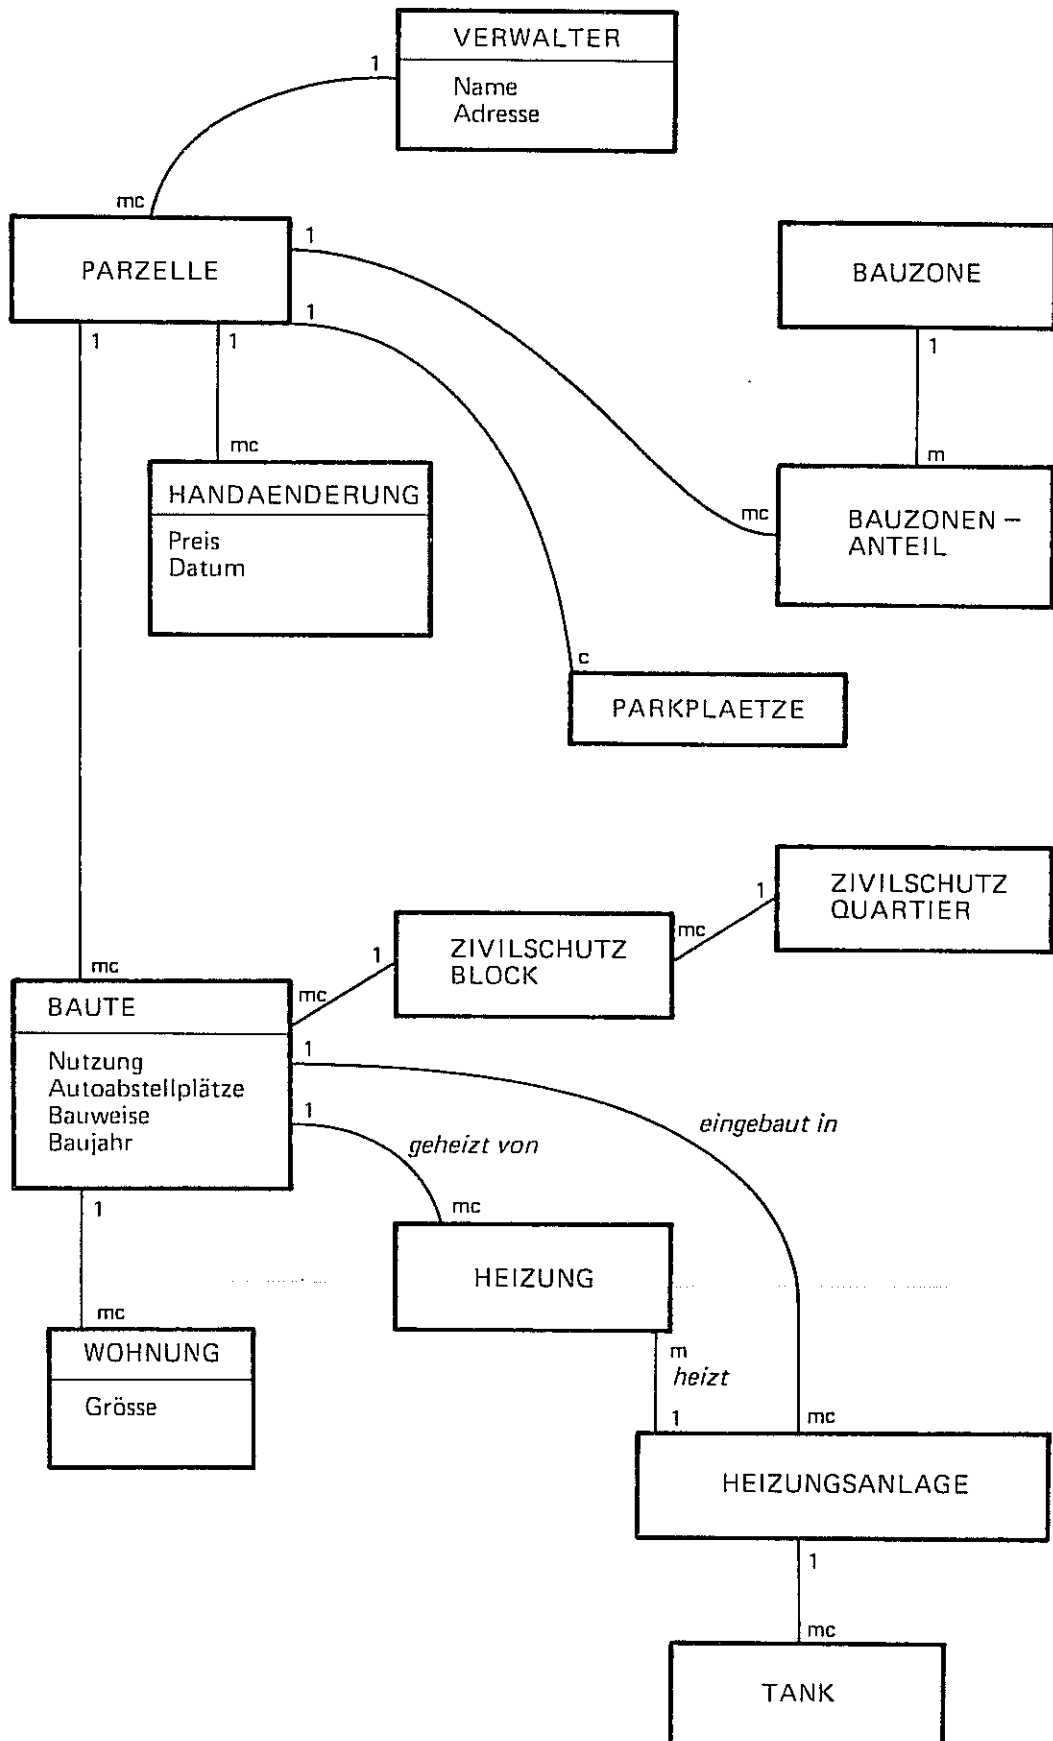 VERWALTER
1
Name
Adresse
mc
PARZELLE
1
1
1
1
BAUZONE
1
mc
m
HANDAENDERUNG
Preis
Datum
mc
BAUZONEN –
ANTEIL
c
PARKPLAETZE
ZIVILSCHUTZ
QUARTIER
1
mc
ZIVILSCHUTZ
BLOCK
1
mc
mc
BAUTE
Nutzung
Autoabstellplätze
Bauweise
Baujahr
1
1
eingebaut in
geheizt von
1
mc
HEIZUNG
mc
WOHNUNG
Grösse
m
heizt
1
mc
HEIZUNGSANLAGE
1
mc
TANK